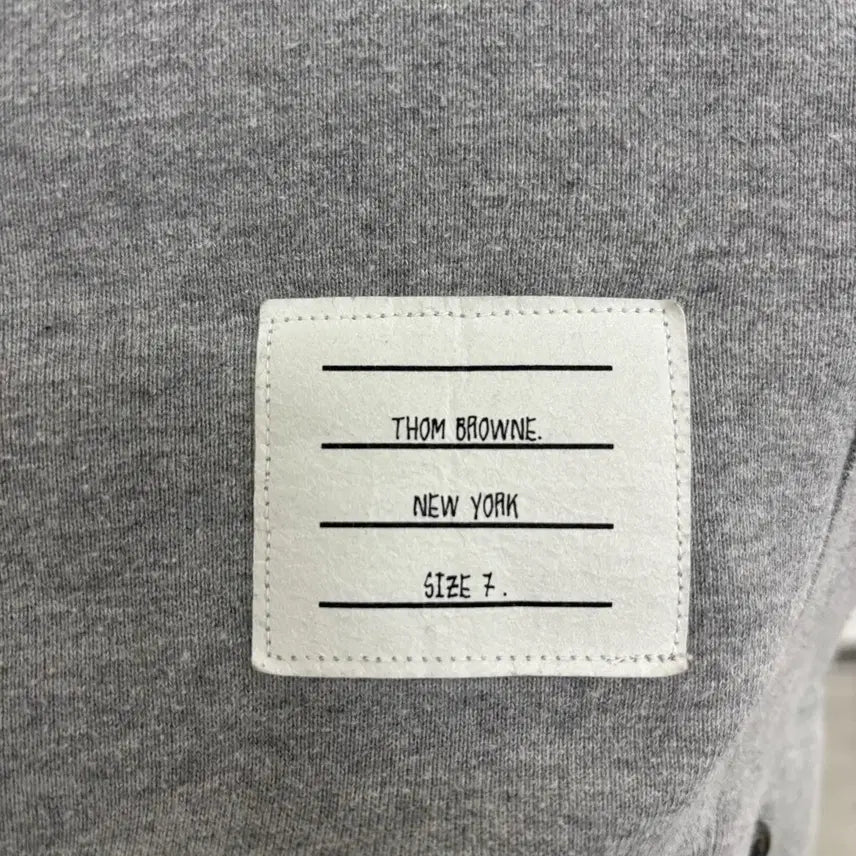 THOM BROWNE.
NEW YORK
SIZE 7.